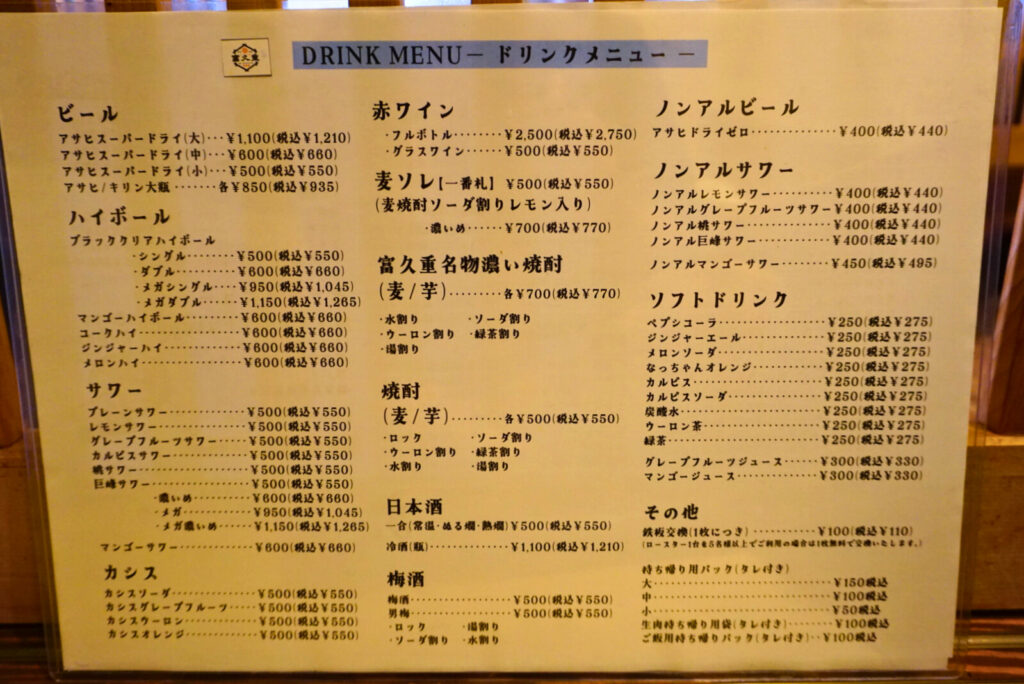 富久重
DRINK MENU－ドリンクメニュー－
ビール
アサヒスーパードライ(大)···¥1,100(税込¥1,210)
アサヒスーパードライ(中)···¥600(税込¥660)
アサヒスーパードライ(小)···¥500(税込¥550)
アサヒ/キリン大瓶·······各¥850(税込¥935)
ハイボール
ブラッククリアハイボール
·シングル········¥500(税込¥550)
·ダブル·········¥600(税込¥660)
·メガシングル····¥950(税込¥1,045)
·メガダブル·····¥1,150(税込¥1,265)
マンゴーハイボール·······¥600(税込¥660)
コークハイ············¥600(税込¥660)
ジンジャーハイ··········¥600(税込¥660)
メロンハイ·············¥600(税込¥660)
サワー
プレーンサワー···········¥500(税込¥550)
レモンサワー············¥500(税込¥550)
グレープフルーツサワー·····¥500(税込¥550)
カルピスサワー··········¥500(税込¥550)
桃サワー··············¥500(税込¥550)
巨峰サワー·············¥500(税込¥550)
·濃いめ·········¥600(税込¥660)
·メガ··········¥950(税込¥1,045)
·メガ濃いめ·····¥1,150(税込¥1,265)
マンゴーサワー··········¥600(税込¥660)
カシス
カシスソーダ············¥500(税込¥550)
カシスグレープフルーツ····¥500(税込¥550)
カシスウーロン··········¥500(税込¥550)
カシスオレンジ··········¥500(税込¥550)
赤ワイン
·フルボトル········¥2,500(税込¥2,750)
·グラスワイン······¥500(税込¥550)
麦ソレ【一番札】 ¥500(税込¥550)
(麦焼酎ソーダ割りレモン入り)
·濃いめ······¥700(税込¥770)
富久重名物濃い焼酎
(麦/芋)·········各¥700(税込¥770)
·水割り ·ソーダ割り
·ウーロン割り ·緑茶割り
·湯割り
焼酎
(麦/芋)·········各¥500(税込¥550)
·ロック ·ソーダ割り
·ウーロン割り ·緑茶割り
·水割り ·湯割り
日本酒
一合(常温·ぬる燗·熱燗)¥500(税込¥550)
冷酒(瓶)··············¥1,100(税込¥1,210)
梅酒
梅酒···················¥500(税込¥550)
男梅···················¥500(税込¥550)
·ロック ·湯割り
·ソーダ割り ·水割り
ノンアルビール
アサヒドライゼロ·············¥400(税込¥440)
ノンアルサワー
ノンアルレモンサワー··········¥400(税込¥440)
ノンアルグレープフルーツサワー¥400(税込¥440)
ノンアル桃サワー·············¥400(税込¥440)
ノンアル巨峰サワー···········¥400(税込¥440)
ノンアルマンゴーサワー·······¥450(税込¥495)
ソフトドリンク
ペプシコーラ················¥250(税込¥275)
ジンジャーエール·············¥250(税込¥275)
メロンソーダ················¥250(税込¥275)
なっちゃんオレンジ···········¥250(税込¥275)
カルピス···················¥250(税込¥275)
カルピスソーダ··············¥250(税込¥275)
炭酸水·····················¥250(税込¥275)
ウーロン茶·················¥250(税込¥275)
緑茶······················¥250(税込¥275)
グレープフルーツジュース·····¥300(税込¥330)
マンゴージュース············¥300(税込¥330)
その他
鉄板交換(1枚につき)··········¥100(税込¥110)
(ロースター1台を5名様以上でご利用の場合は1枚無料で交換いたします。)
持ち帰り用パック(タレ付き)
大·························¥150税込
中·························¥100税込
小·························¥50税込
生肉持ち帰り用袋(タレ付き)·····¥100税込
ご飯用持ち帰りパック(タレ付き)··¥100税込